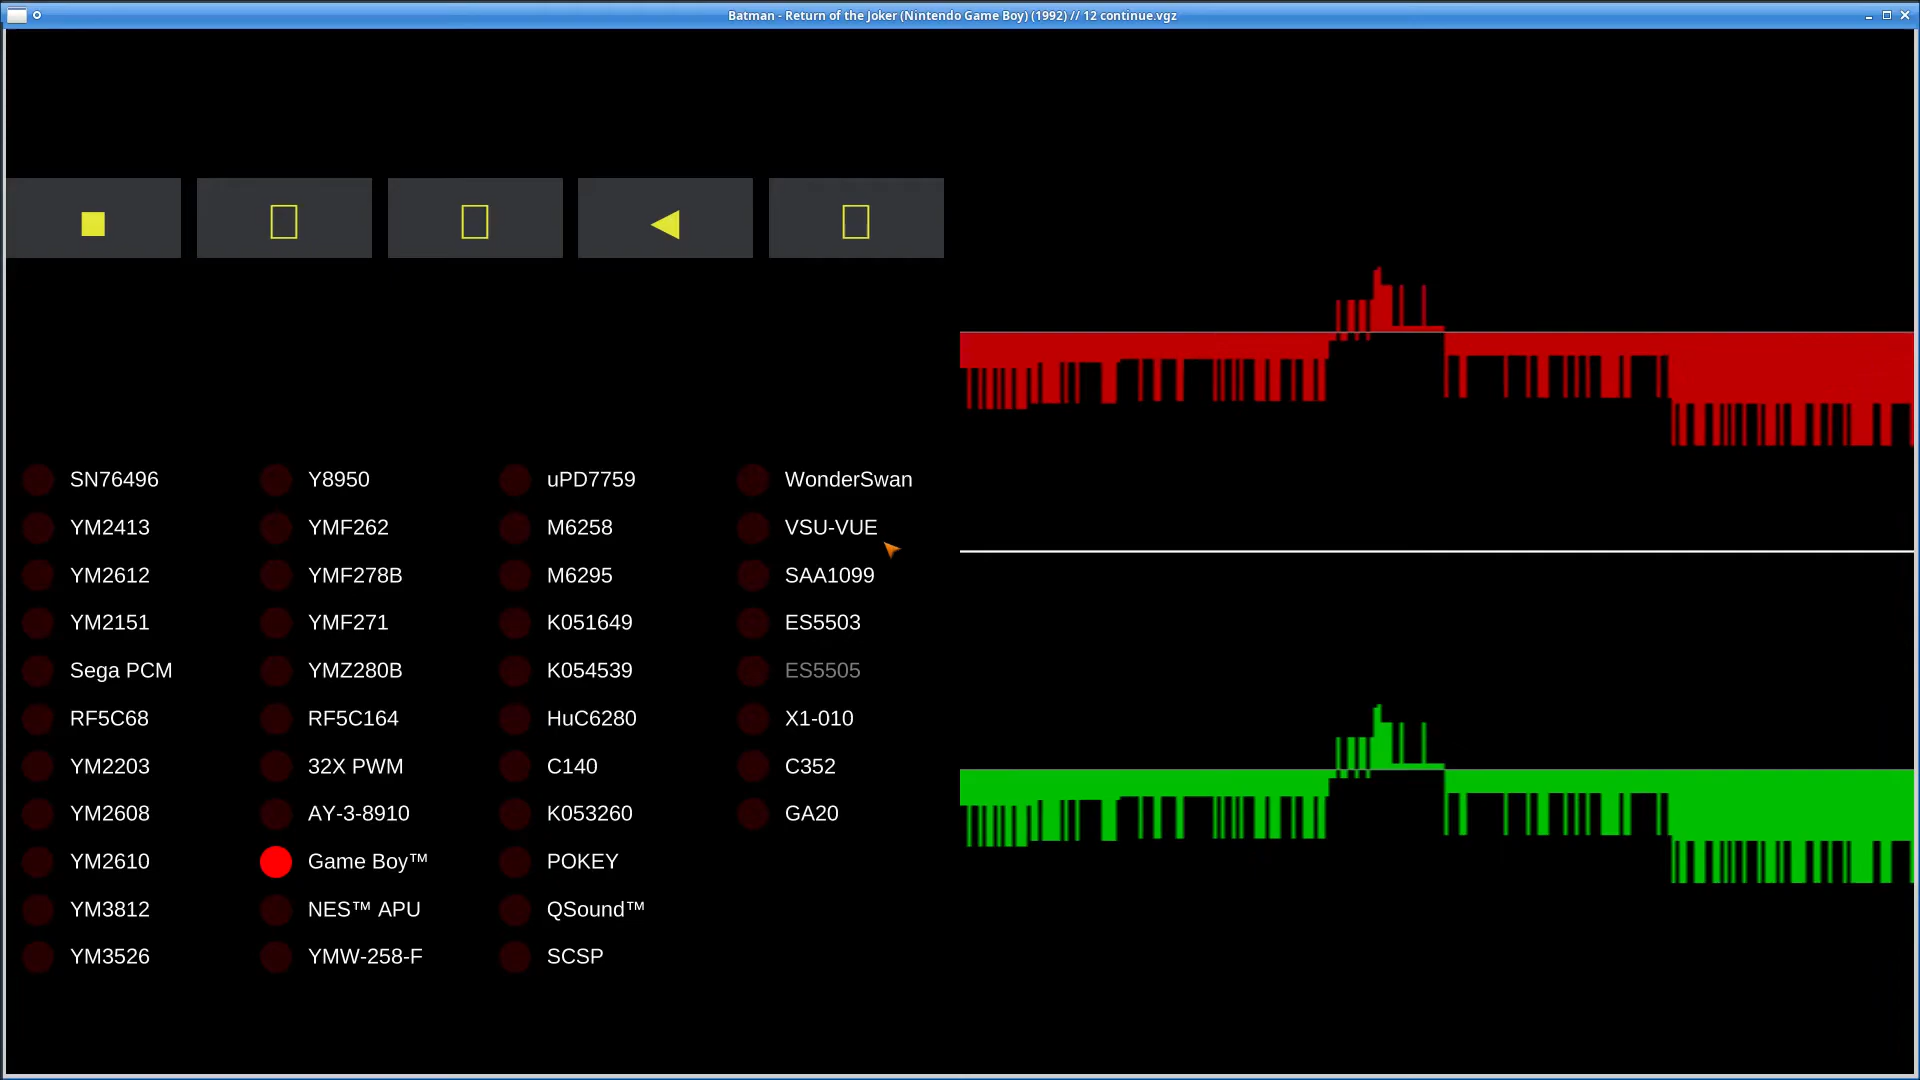 Batman - Return of the Joker (Nintendo Game Boy) (1992) // 12 continue.vgz
SN76496
YM2413
YM2612
YM2151
Sega PCM
RF5C68
YM2203
YM2608
YM2610
YM3812
YM3526
Y8950
YMF262
YMF278B
YMF271
YMZ280B
RF5C164
32X PWM
AY-3-8910
Game Boy™
NES™ APU
YMW-258-F
uPD7759
M6258
M6295
K051649
K054539
HuC6280
C140
K053260
POKEY
QSound™
SCSP
WonderSwan
VSU-VUE
SAA1099
ES5503
ES5505
X1-010
C352
GA20